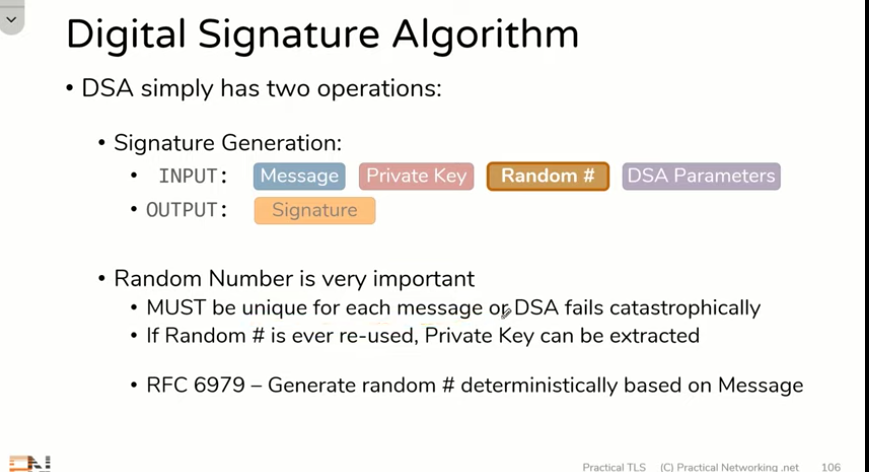 Digital Signature Algorithm
• DSA simply has two operations:
• Signature Generation:
• INPUT: Message Private Key Random # DSA Parameters
• OUTPUT: Signature
• Random Number is very important
• MUST be unique for each message or DSA fails catastrophically
• If Random # is ever re-used, Private Key can be extracted
• RFC 6979 – Generate random # deterministically based on Message
Practical TLS (C) Practical Networking .net 106